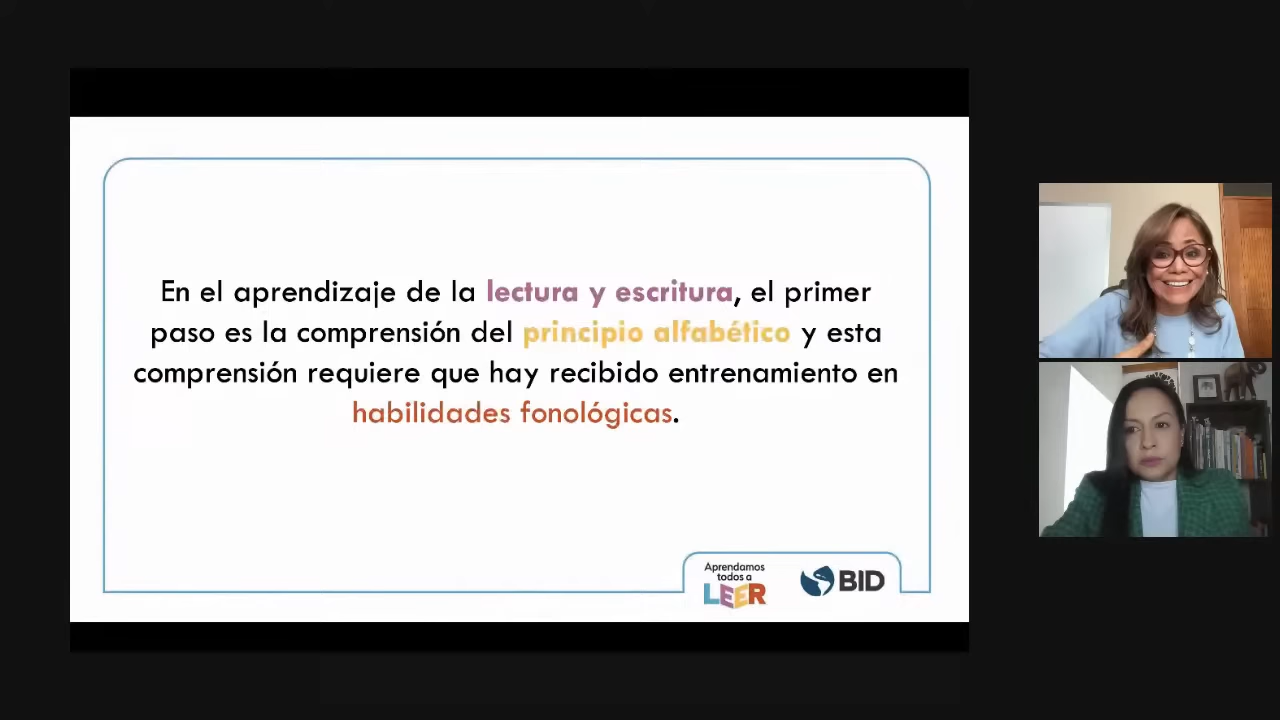 En el aprendizaje de la lectura y escritura, el primer
paso es la comprensión del principio alfabético y esta
comprensión requiere que hay recibido entrenamiento en
habilidades fonológicas.
Aprendamos
todos a
LEER
BID